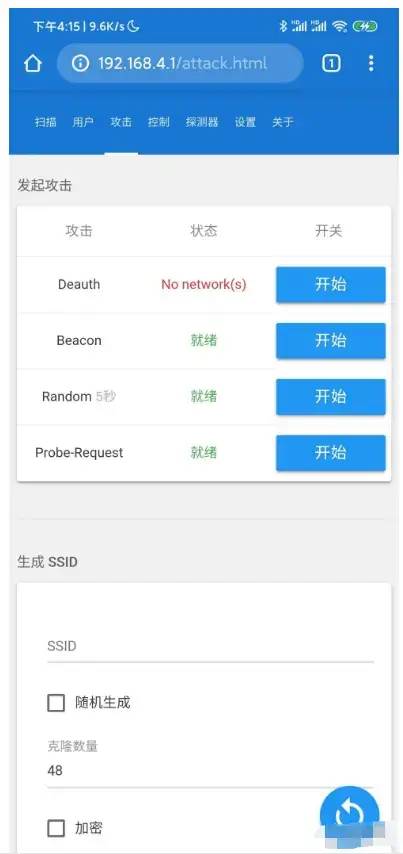 下午4:15 | 9.6K/s
192.168.4.1/attack.html
1
扫描 用户 攻击 控制 探测器 设置 关于
发起攻击
攻击 状态 开关
Deauth No network(s) 开始
Beacon 就绪 开始
Random 5秒 就绪 开始
Probe-Request 就绪 开始
生成 SSID
SSID
随机生成
克隆数量
48
加密